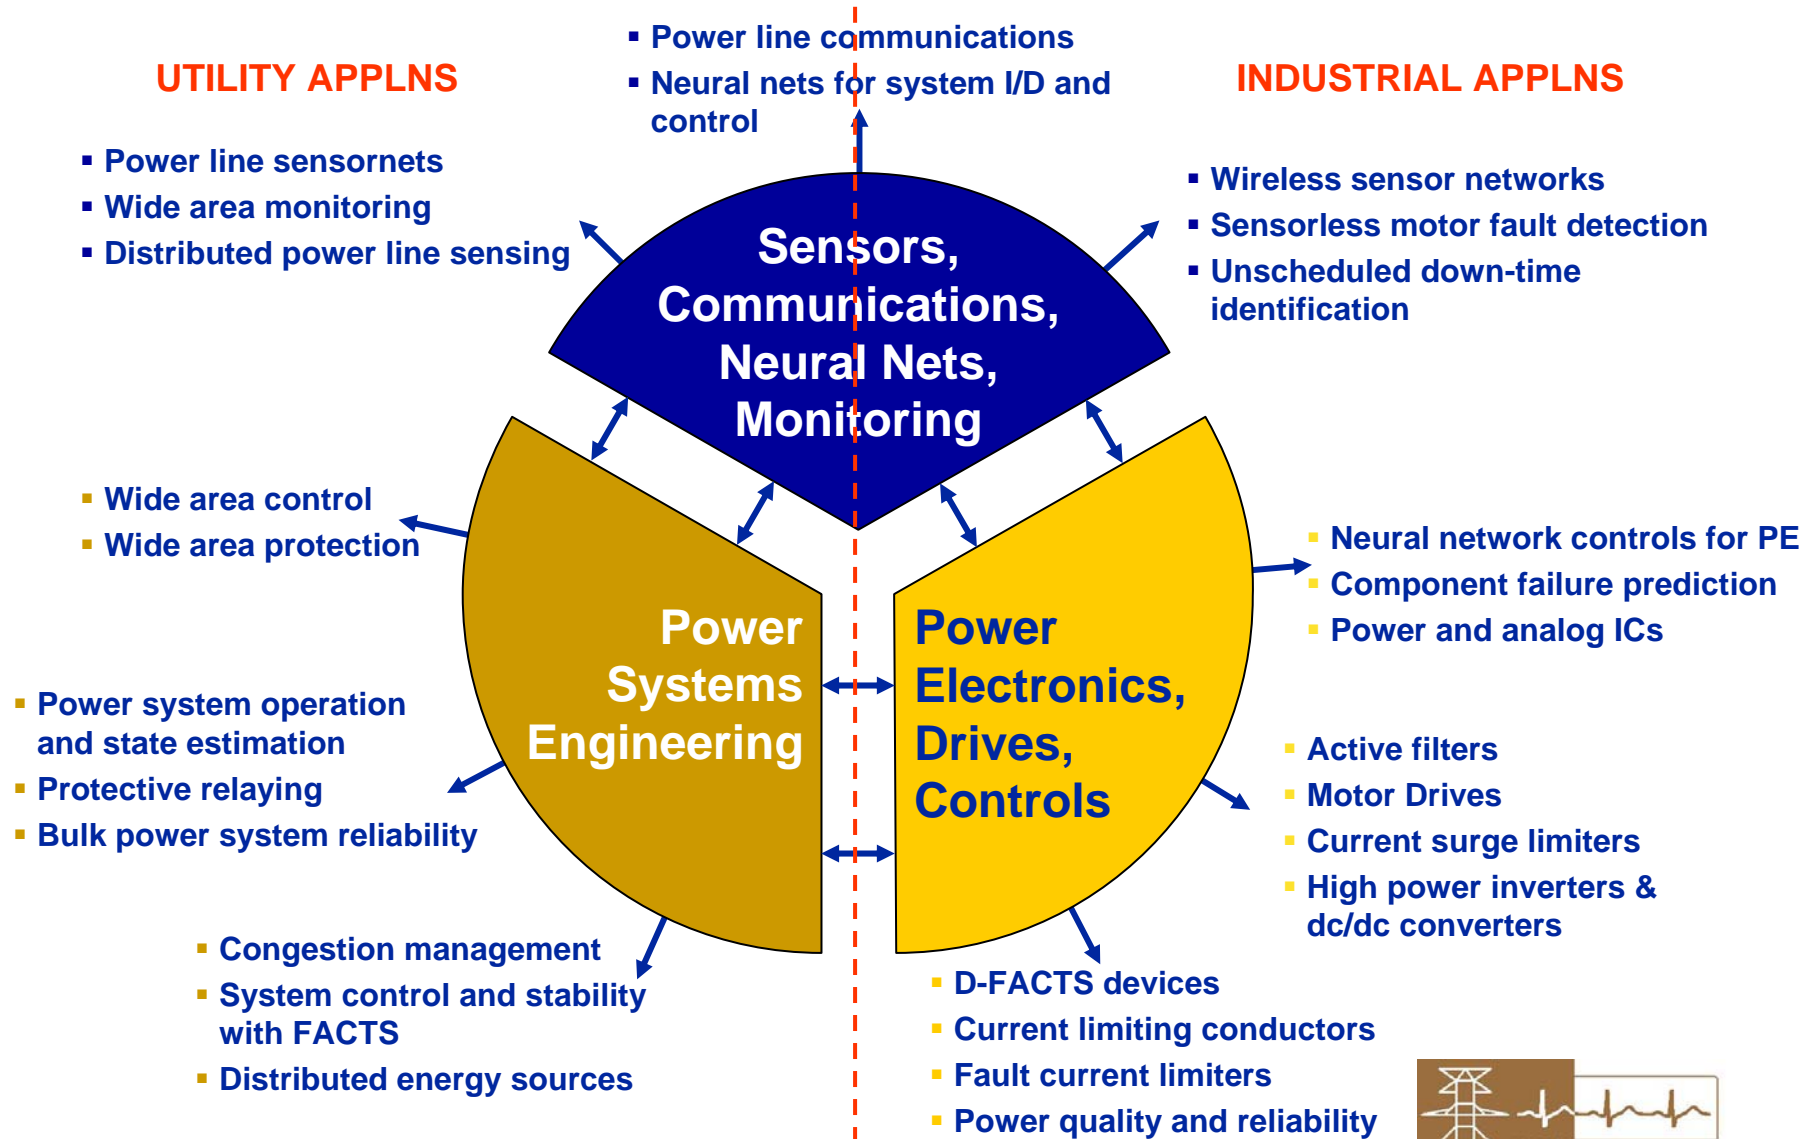 ▪ Power line communications
▪ Neural nets for system I/D and
control
UTILITY APPLNS
INDUSTRIAL APPLNS
▪ Power line sensornets
▪ Wide area monitoring
▪ Distributed power line sensing
▪ Wireless sensor networks
▪ Sensorless motor fault detection
▪ Unscheduled down-time
identification
Sensors,
Communications,
Neural Nets,
Monitoring
▪ Wide area control
▪ Wide area protection
▪ Neural network controls for PE
▪ Component failure prediction
▪ Power and analog ICs
Power
Systems
Engineering
Power
Electronics,
Drives,
Controls
▪ Power system operation
and state estimation
▪ Protective relaying
▪ Bulk power system reliability
▪ Active filters
▪ Motor Drives
▪ Current surge limiters
▪ High power inverters &
dc/dc converters
▪ Congestion management
▪ System control and stability
with FACTS
▪ Distributed energy sources
▪ D-FACTS devices
▪ Current limiting conductors
▪ Fault current limiters
▪ Power quality and reliability